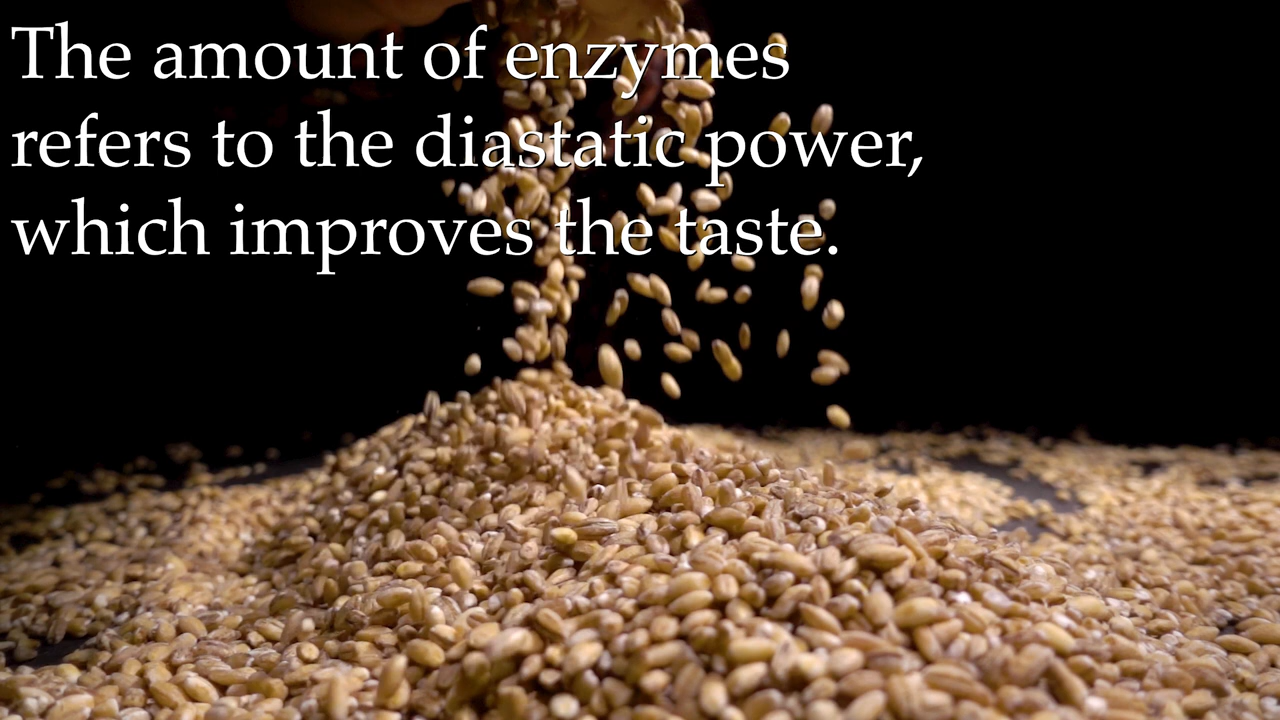 The amount of enzymes
refers to the diastatic power,
which improves the taste.